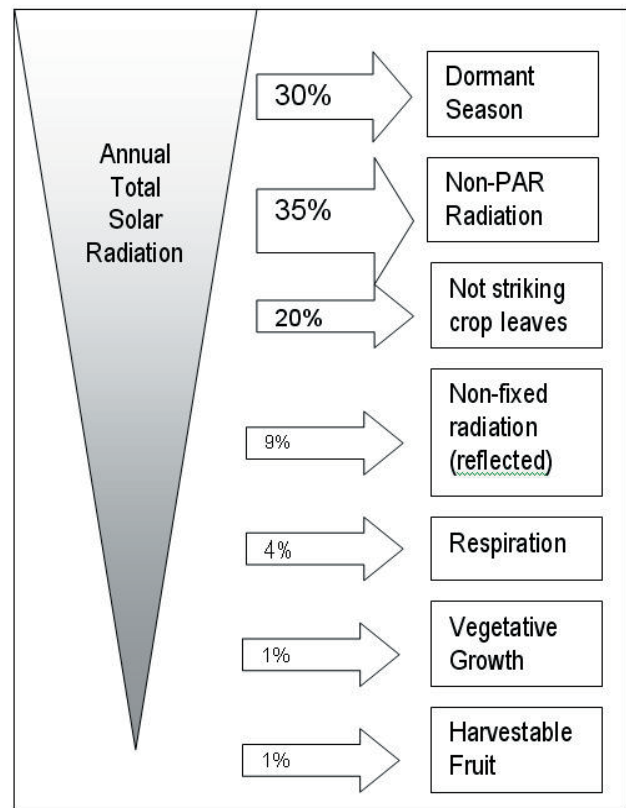 Annual
Total
Solar
Radiation
30%
Dormant
Season
35%
Non-PAR
Radiation
20%
Not striking
crop leaves
9%
Non-fixed
radiation
(reflected)
4%
Respiration
1%
Vegetative
Growth
1%
Harvestable
Fruit